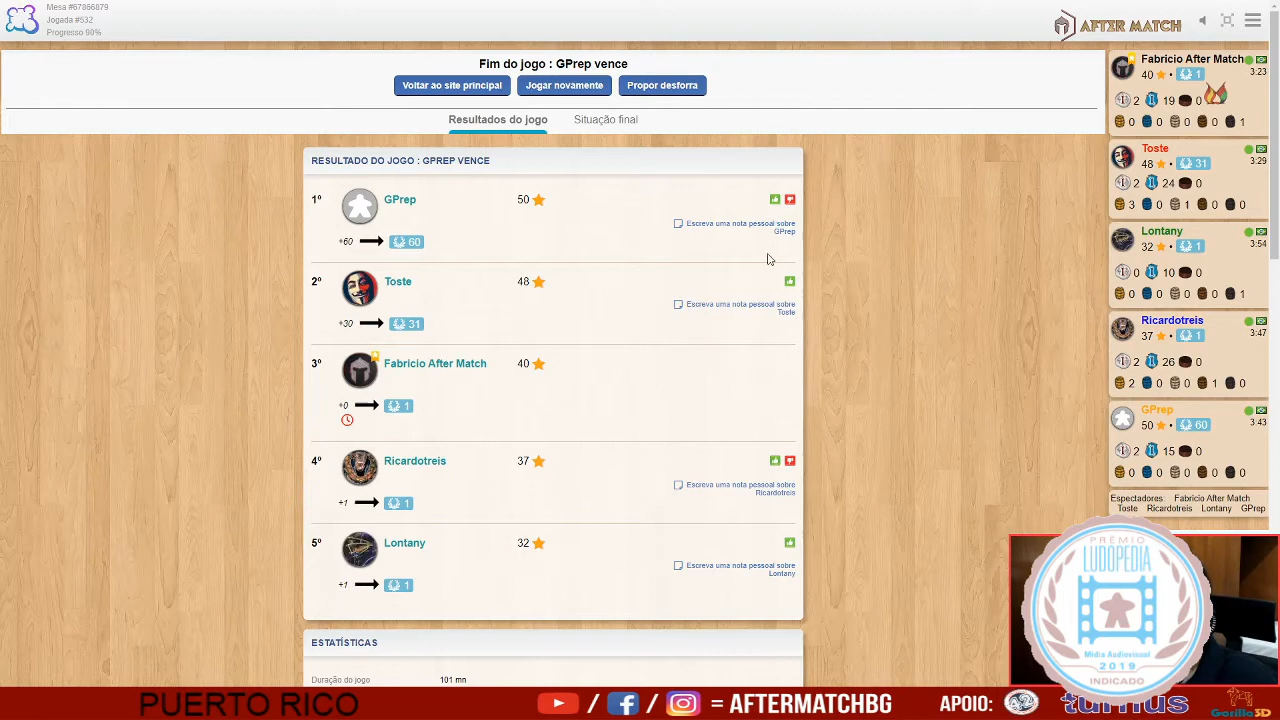 Mesa #67866879
Jogada #532
Progresso 90%
AFTER MATCH
Fim do jogo : GPrep vence
Voltar ao site principal Jogar novamente Propor desforra
Resultados do jogo Situação final
RESULTADO DO JOGO : GPREP VENCE
1º GPrep 50
Escreva uma nota pessoal sobre
GPrep
+60 60
2º Toste 48
Escreva uma nota pessoal sobre
Toste
+30 31
3º Fabricio After Match 40
+0 1
4º Ricardotreis 37
Escreva uma nota pessoal sobre
Ricardotreis
+1 1
5º Lontany 32
Escreva uma nota pessoal sobre
Lontany
+1 1
ESTATÍSTICAS
Duração do jogo 101 mn
Fabricio After Match
40 • 1 3:23
2 19 0
0 0 0 0 1
Toste
48 • 31 3:29
2 24 0
3 0 1 0 0
Lontany
32 • 1 3:54
0 10 0
0 0 0 0 1
Ricardotreis
37 • 1 3:47
2 26 0
2 0 0 1 0
GPrep
50 • 60 3:43
2 15 0
0 0 0 0 0
Espectadores: Fabricio After Match
Toste Ricardotreis Lontany GPrep
PRÊMIO
LUDOPEDIA
Mídia Audiovisual
2019
INDICADO
PUERTO RICO
/ / = AFTERMATCHBG
APOIO:
turnus
Gorilla3D